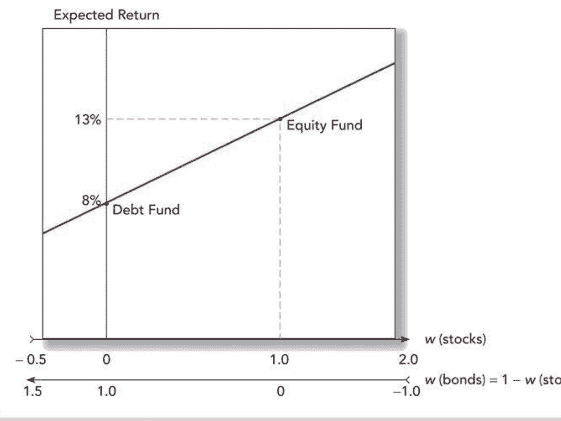 Expected Return
13%
Equity Fund
8%
Debt Fund
w (stocks)
– 0.5 0 1.0 2.0
w (bonds) = 1 – w (sto
1.5 1.0 0 –1.0